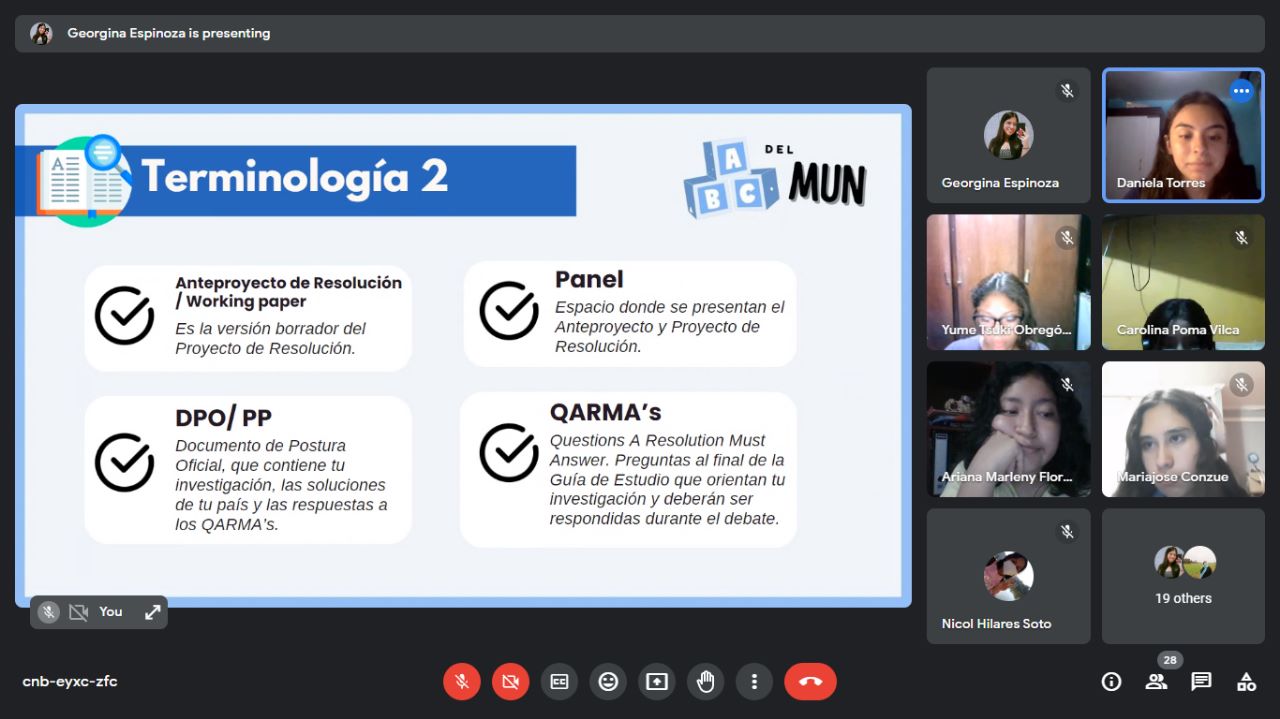 Georgina Espinoza is presenting
Terminología 2
A
A
B
C
DEL
MUN
Anteproyecto de Resolución
/ Working paper
Es la versión borrador del
Proyecto de Resolución.
Panel
Espacio donde se presentan el
Anteproyecto y Proyecto de
Resolución.
DPO/ PP
Documento de Postura
Oficial, que contiene tu
investigación, las soluciones
de tu país y las respuestas a
los QARMA's.
QARMA's
Questions A Resolution Must
Answer. Preguntas al final de la
Guía de Estudio que orientan tu
investigación y deberán ser
respondidas durante el debate.
You
Georgina Espinoza
Daniela Torres
Yume Tsuki Obregó...
Carolina Poma Vilca
Ariana Marleny Flor...
Mariajose Conzue
Nicol Hilares Soto
19 others
cnb-eyxc-zfc
CC
28